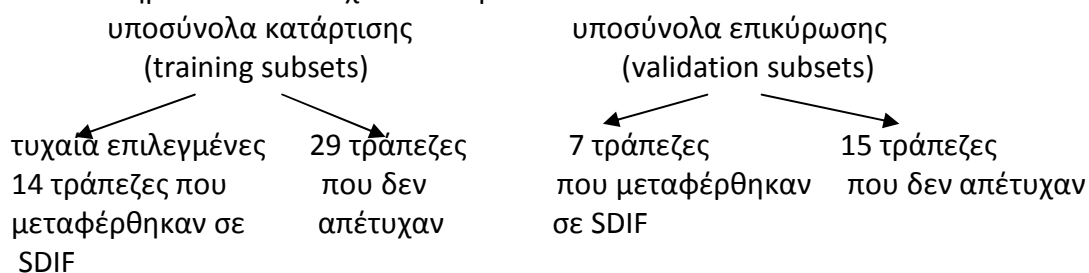 υποσύνολα κατάρτισης υποσύνολα επικύρωσης
(training subsets) (validation subsets)
τυχαία επιλεγμένες 29 τράπεζες 7 τράπεζες 15 τράπεζες
14 τράπεζες που που δεν που μεταφέρθηκαν που δεν απέτυχαν
μεταφέρθηκαν σε απέτυχαν σε SDIF
SDIF